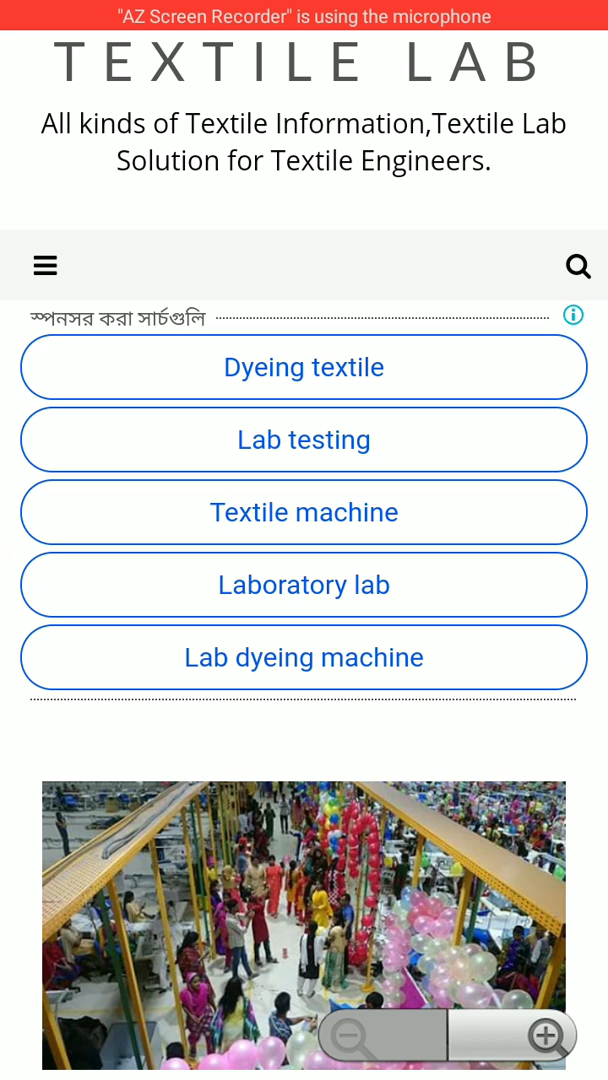 "AZ Screen Recorder" is using the microphone
TEXTILE LAB
All kinds of Textile Information,Textile Lab
Solution for Textile Engineers.
স্পনসর করা সার্চগুলি
Dyeing textile
Lab testing
Textile machine
Laboratory lab
Lab dyeing machine